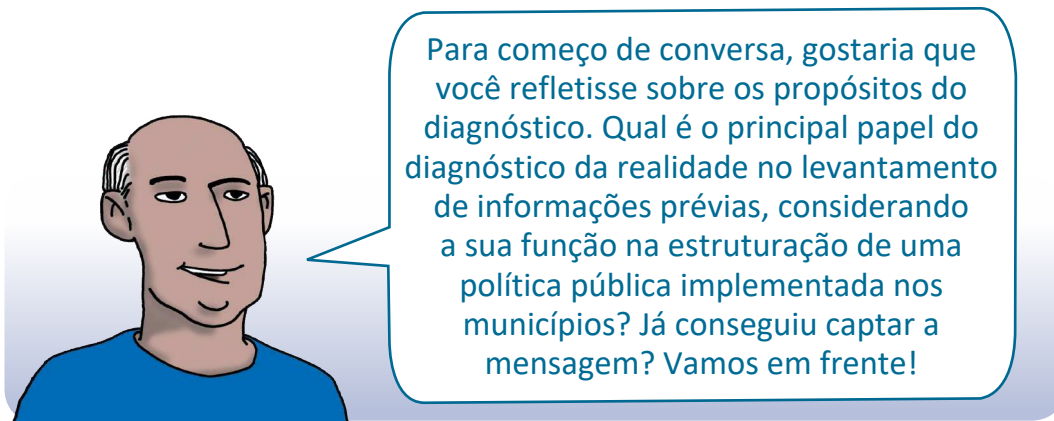 Para começo de conversa, gostaria que
você refletisse sobre os propósitos do
diagnóstico. Qual é o principal papel do
diagnóstico da realidade no levantamento
de informações prévias, considerando
a sua função na estruturação de uma
política pública implementada nos
municípios? Já conseguiu captar a
mensagem? Vamos em frente!